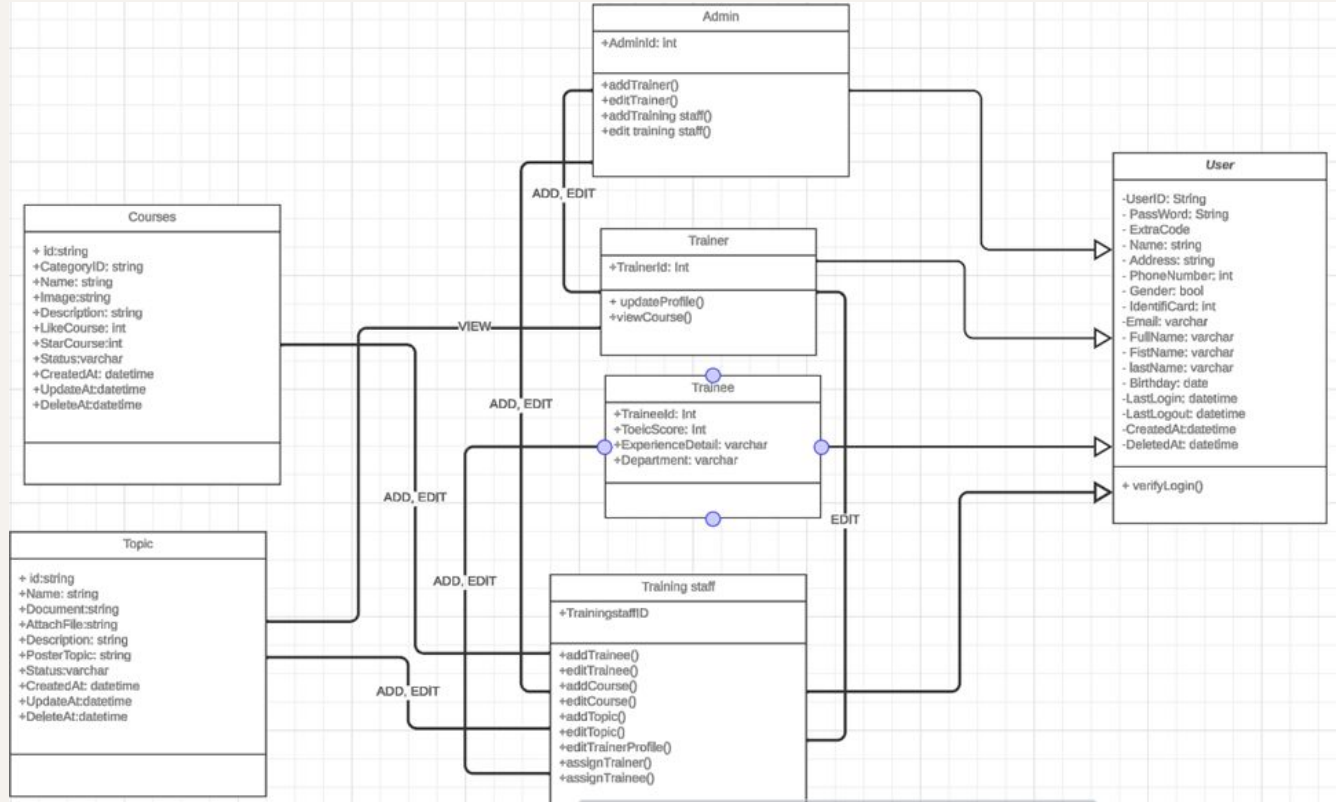 Admin
+AdminId: int
+addTrainer()
+editTrainer()
+addTraining staff()
+edit training staff()
ADD, EDIT
User
-UserID: String
- PassWord: String
- ExtraCode
- Name: string
- Address: string
- PhoneNumber: int
- Gender: bool
- IdentifiCard: int
-Email: varchar
- FullName: varchar
- FistName: varchar
- lastName: varchar
- Birthday: date
-LastLogin: datetime
-LastLogout: datetime
-CreatedAt:datetime
-DeletedAt: datetime
+ verifyLogin()
Courses
+ id:string
+CategoryID: string
+Name: string
+Image:string
+Description: string
+LikeCourse: int
+StarCourse:int
+Status:varchar
+CreatedAt: datetime
+UpdateAt:datetime
+DeleteAt:datetime
Trainer
+TrainerId: Int
+ updateProfile()
+viewCourse()
VIEW
ADD, EDIT
Trainee
+TraineeId: Int
+ToeicScore: Int
+ExperienceDetail: varchar
+Department: varchar
ADD, EDIT
EDIT
Topic
+ id:string
+Name: string
+Document:string
+AttachFile:string
+Description: string
+PosterTopic: string
+Status:varchar
+CreatedAt: datetime
+UpdateAt:datetime
+DeleteAt:datetime
ADD, EDIT
ADD, EDIT
Training staff
+TrainingstaffID
+addTrainee()
+editTrainee()
+addCourse()
+editCourse()
+addTopic()
+editTopic()
+editTrainerProfile()
+assignTrainer()
+assignTrainee()